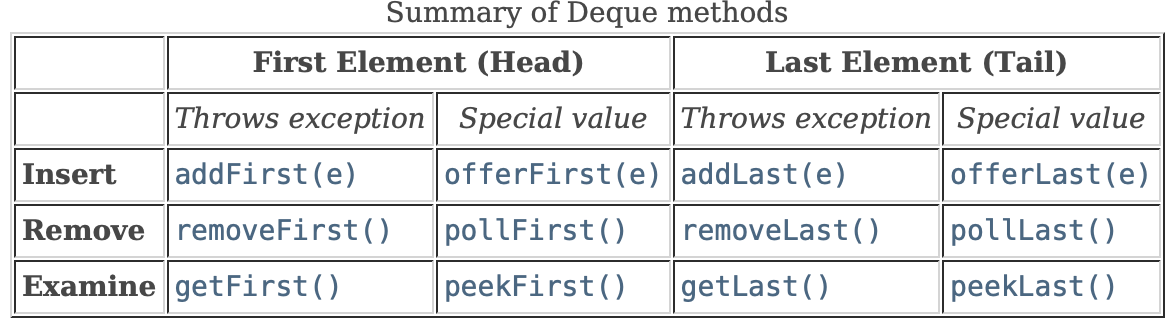 Summary of Deque methods
First Element (Head) Last Element (Tail)
Throws exception Special value Throws exception Special value
Insert addFirst(e) offerFirst(e) addLast(e) offerLast(e)
Remove removeFirst() pollFirst() removeLast() pollLast()
Examine getFirst() peekFirst() getLast() peekLast()